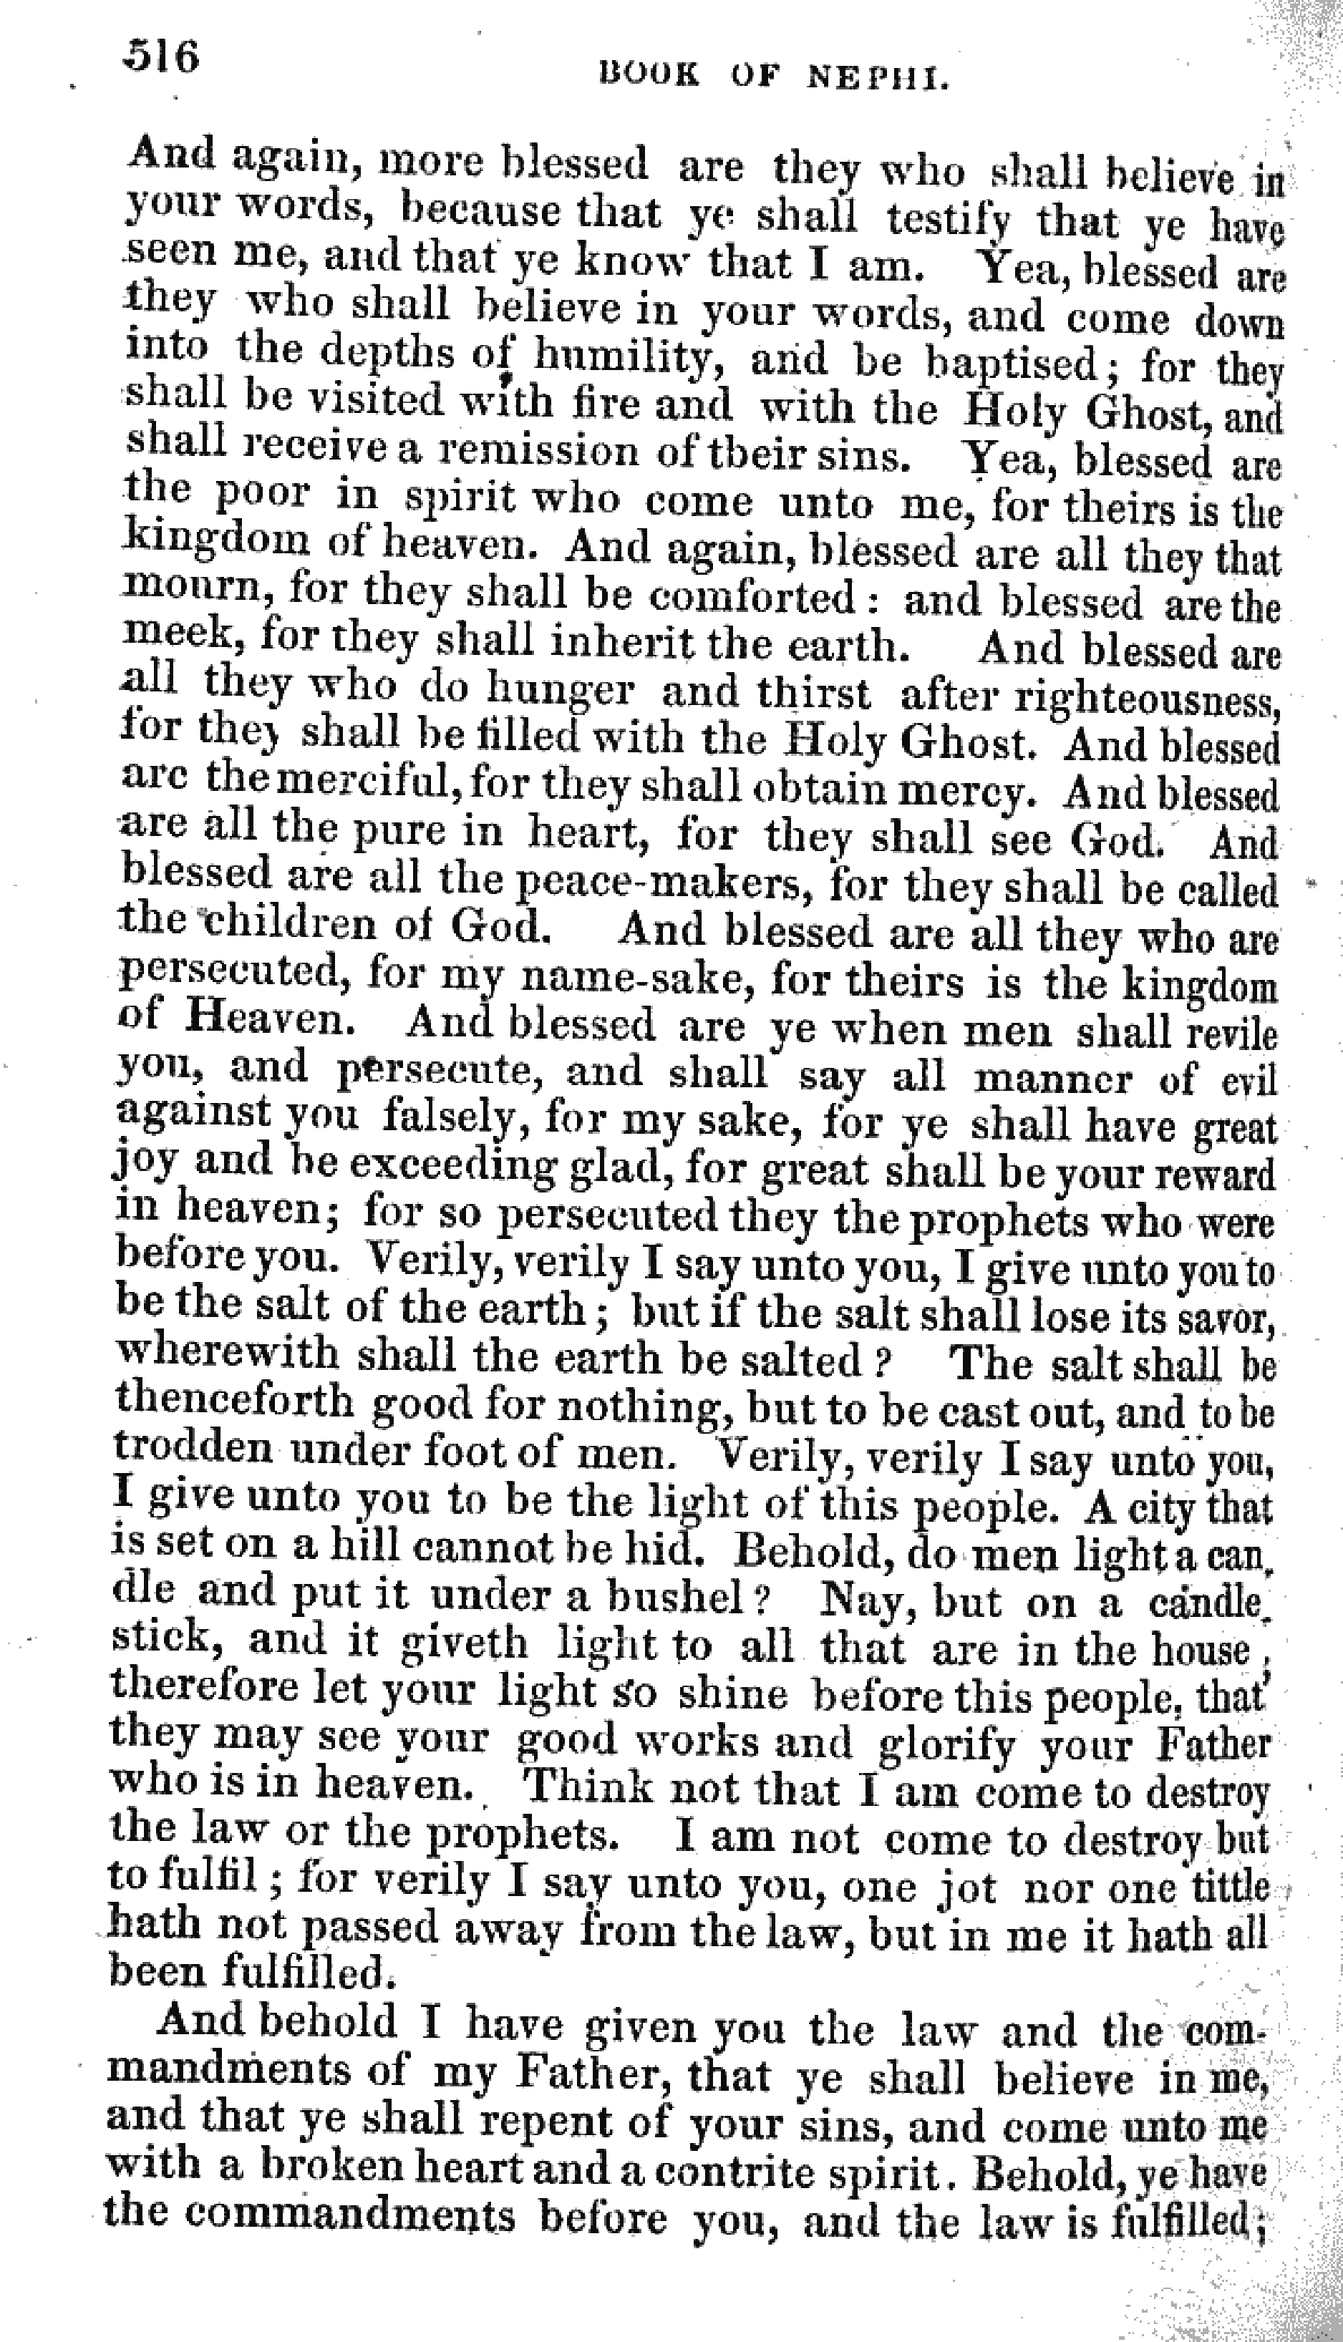 516
BOOK OF NEPHI.
And again, more blessed are they who shall believe in
your words, because that ye shall testify that ye have
seen me, and that ye know that I am. Yea, blessed are
they who shall believe in your words, and come down
into the depths of humility, and be baptised; for they
shall be visited with fire and with the Holy Ghost, and
shall receive a remission of their sins. Yea, blessed are
the poor in spirit who come unto me, for theirs is the
kingdom of heaven. And again, blessed are all they that
mourn, for they shall be comforted: and blessed are the
meek, for they shall inherit the earth. And blessed are
all they who do hunger and thirst after righteousness,
for they shall be filled with the Holy Ghost. And blessed
are the merciful, for they shall obtain mercy. And blessed
are all the pure in heart, for they shall see God. And
blessed are all the peace-makers, for they shall be called
the children of God. And blessed are all they who are
persecuted, for my name-sake, for theirs is the kingdom
of Heaven. And blessed are ye when men shall revile
you, and persecute, and shall say all manner of evil
against you falsely, for my sake, for ye shall have great
joy and be exceeding glad, for great shall be your reward
in heaven; for so persecuted they the prophets who were
before you. Verily, verily I say unto you, I give unto you to
be the salt of the earth; but if the salt shall lose its savor,
wherewith shall the earth be salted? The salt shall be
thenceforth good for nothing, but to be cast out, and to be
trodden under foot of men. Verily, verily I say unto you,
I give unto you to be the light of this people. A city that
is set on a hill cannot be hid. Behold, do men light a can-
dle and put it under a bushel? Nay, but on a candle-
stick, and it giveth light to all that are in the house;
therefore let your light so shine before this people, that
they may see your good works and glorify your Father
who is in heaven. Think not that I am come to destroy
the law or the prophets. I am not come to destroy but
to fulfil; for verily I say unto you, one jot nor one tittle
hath not passed away from the law, but in me it hath all
been fulfilled.
And behold I have given you the law and the com-
mandments of my Father, that ye shall believe in me,
and that ye shall repent of your sins, and come unto me
with a broken heart and a contrite spirit. Behold, ye have
the commandments before you, and the law is fulfilled;